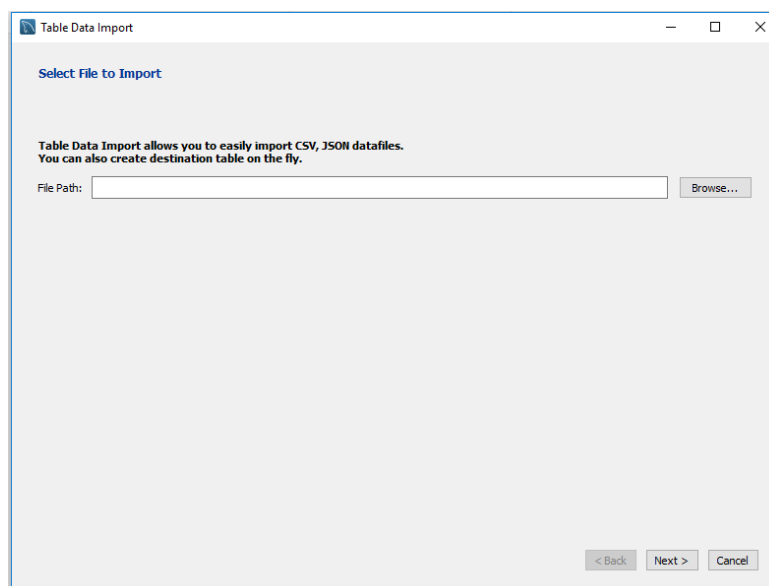 Table Data Import
Select File to Import
Table Data Import allows you to easily import CSV, JSON datafiles.
You can also create destination table on the fly.
File Path:
Browse...
< Back
Next >
Cancel